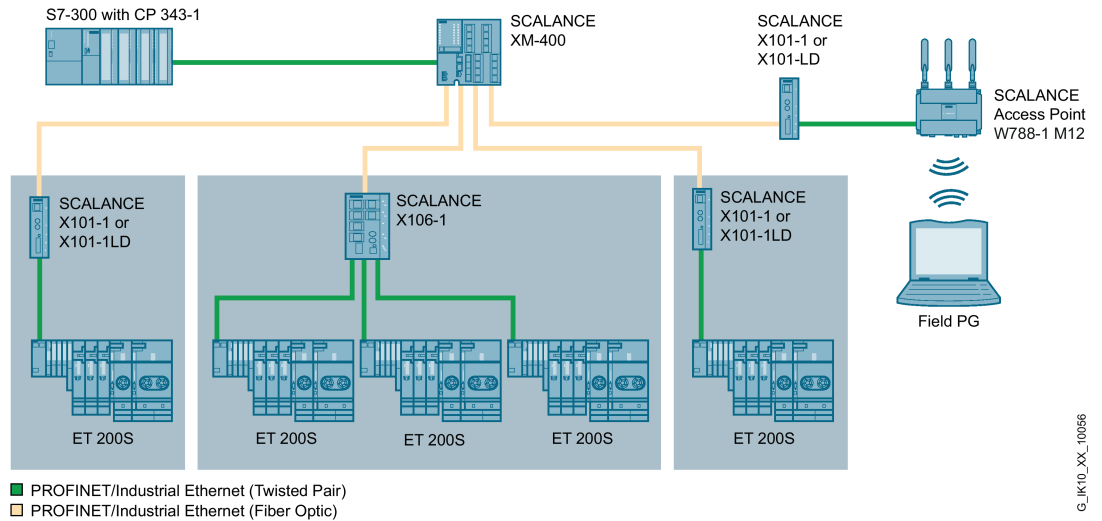 S7-300 with CP 343-1
SCALANCE
XM-400
SCALANCE
X101-1 or
X101-LD
SCALANCE
Access Point
W788-1 M12
SCALANCE
X101-1 or
X101-1LD
SCALANCE
X106-1
SCALANCE
X101-1 or
X101-1LD
Field PG
ET 200S
ET 200S
ET 200S
ET 200S
ET 200S
PROFINET/Industrial Ethernet (Twisted Pair)
PROFINET/Industrial Ethernet (Fiber Optic)
G_IK10_XX_10056